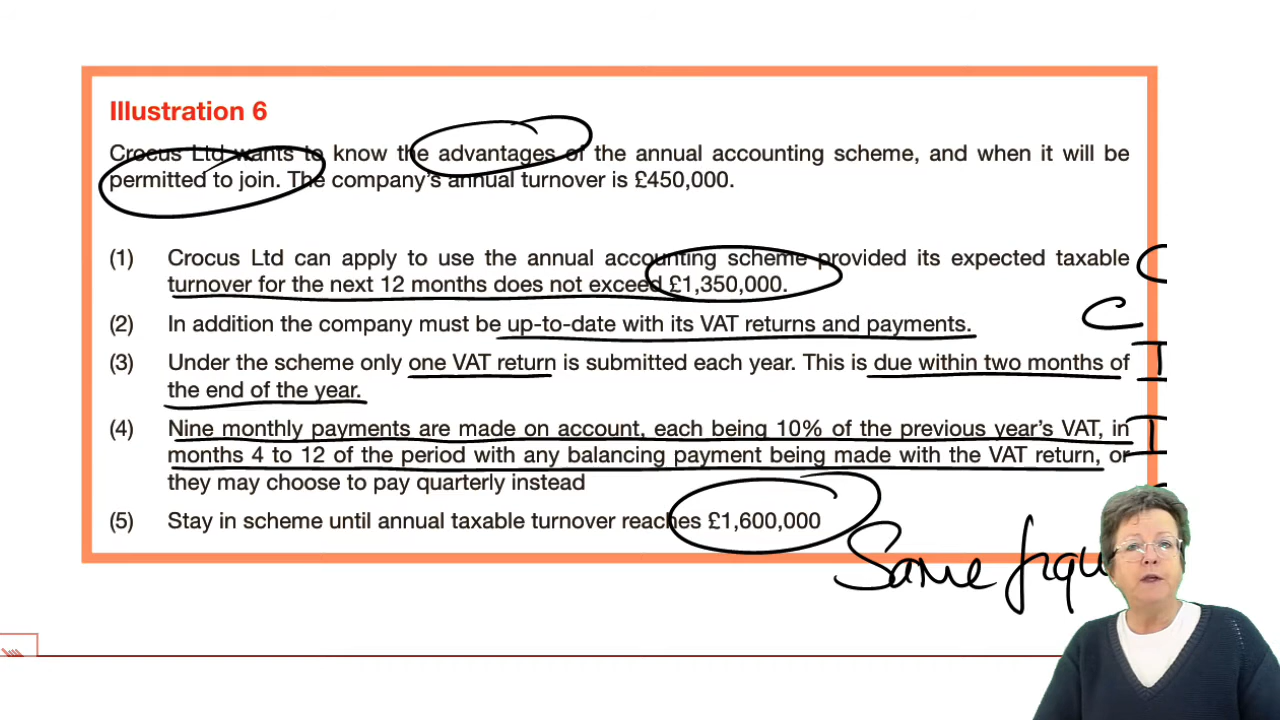 Illustration 6
Crocus Ltd wants to know the advantages of the annual accounting scheme, and when it will be
permitted to join. The company's annual turnover is £450,000.
(1) Crocus Ltd can apply to use the annual accounting scheme provided its expected taxable
turnover for the next 12 months does not exceed £1,350,000.
(2) In addition the company must be up-to-date with its VAT returns and payments.
(3) Under the scheme only one VAT return is submitted each year. This is due within two months of
the end of the year.
(4) Nine monthly payments are made on account, each being 10% of the previous year's VAT, in
months 4 to 12 of the period with any balancing payment being made with the VAT return, or
they may choose to pay quarterly instead
(5) Stay in scheme until annual taxable turnover reaches £1,600,000
Same